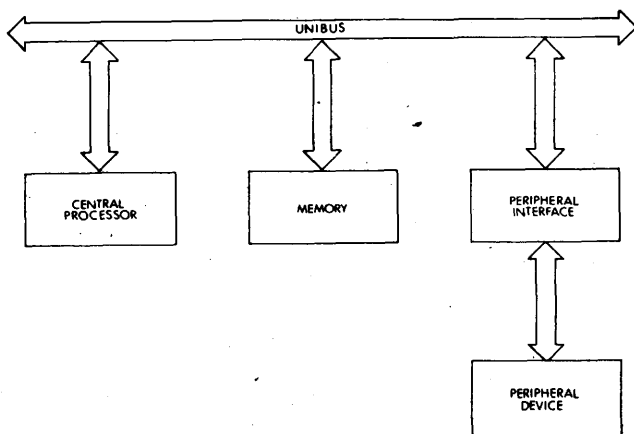 UNIBUS
CENTRAL
PROCESSOR
MEMORY
PERIPHERAL
INTERFACE
PERIPHERAL
DEVICE